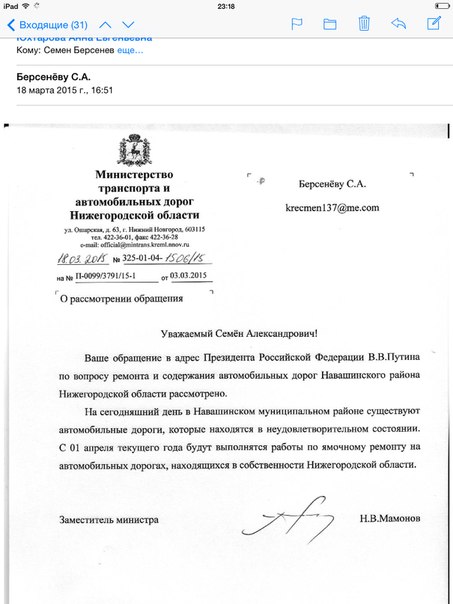 iPad 23:18
Входящие (31)
Юхтарова Анна Евгеньевна
Кому: Семен Берсенев еще...
Берсенёву С.А.
18 марта 2015 г., 16:51
Министерство
транспорта и
автомобильных дорог
Нижегородской области
ул. Ошарская, д. 63, г. Нижний Новгород, 603115
тел. 422-36-01, факс 422-36-28
e-mail: official@mintrans.kreml.nnov.ru
18.03.2015 № 325-01-04-1506/15
на № П-0099/3791/15-1 от 03.03.2015
О рассмотрении обращения
Берсенёву С.А.
krecmen137@me.com
Уважаемый Семён Александрович!
Ваше обращение в адрес Президента Российской Федерации В.В.Путина
по вопросу ремонта и содержания автомобильных дорог Навашинского района
Нижегородской области рассмотрено.
На сегодняшний день в Навашинском муниципальном районе существуют
автомобильные дороги, которые находятся в неудовлетворительном состоянии.
С 01 апреля текущего года будут выполнятся работы по ямочному ремонту на
автомобильных дорогах, находящихся в собственности Нижегородской области.
Заместитель министра Н.В.Мамонов